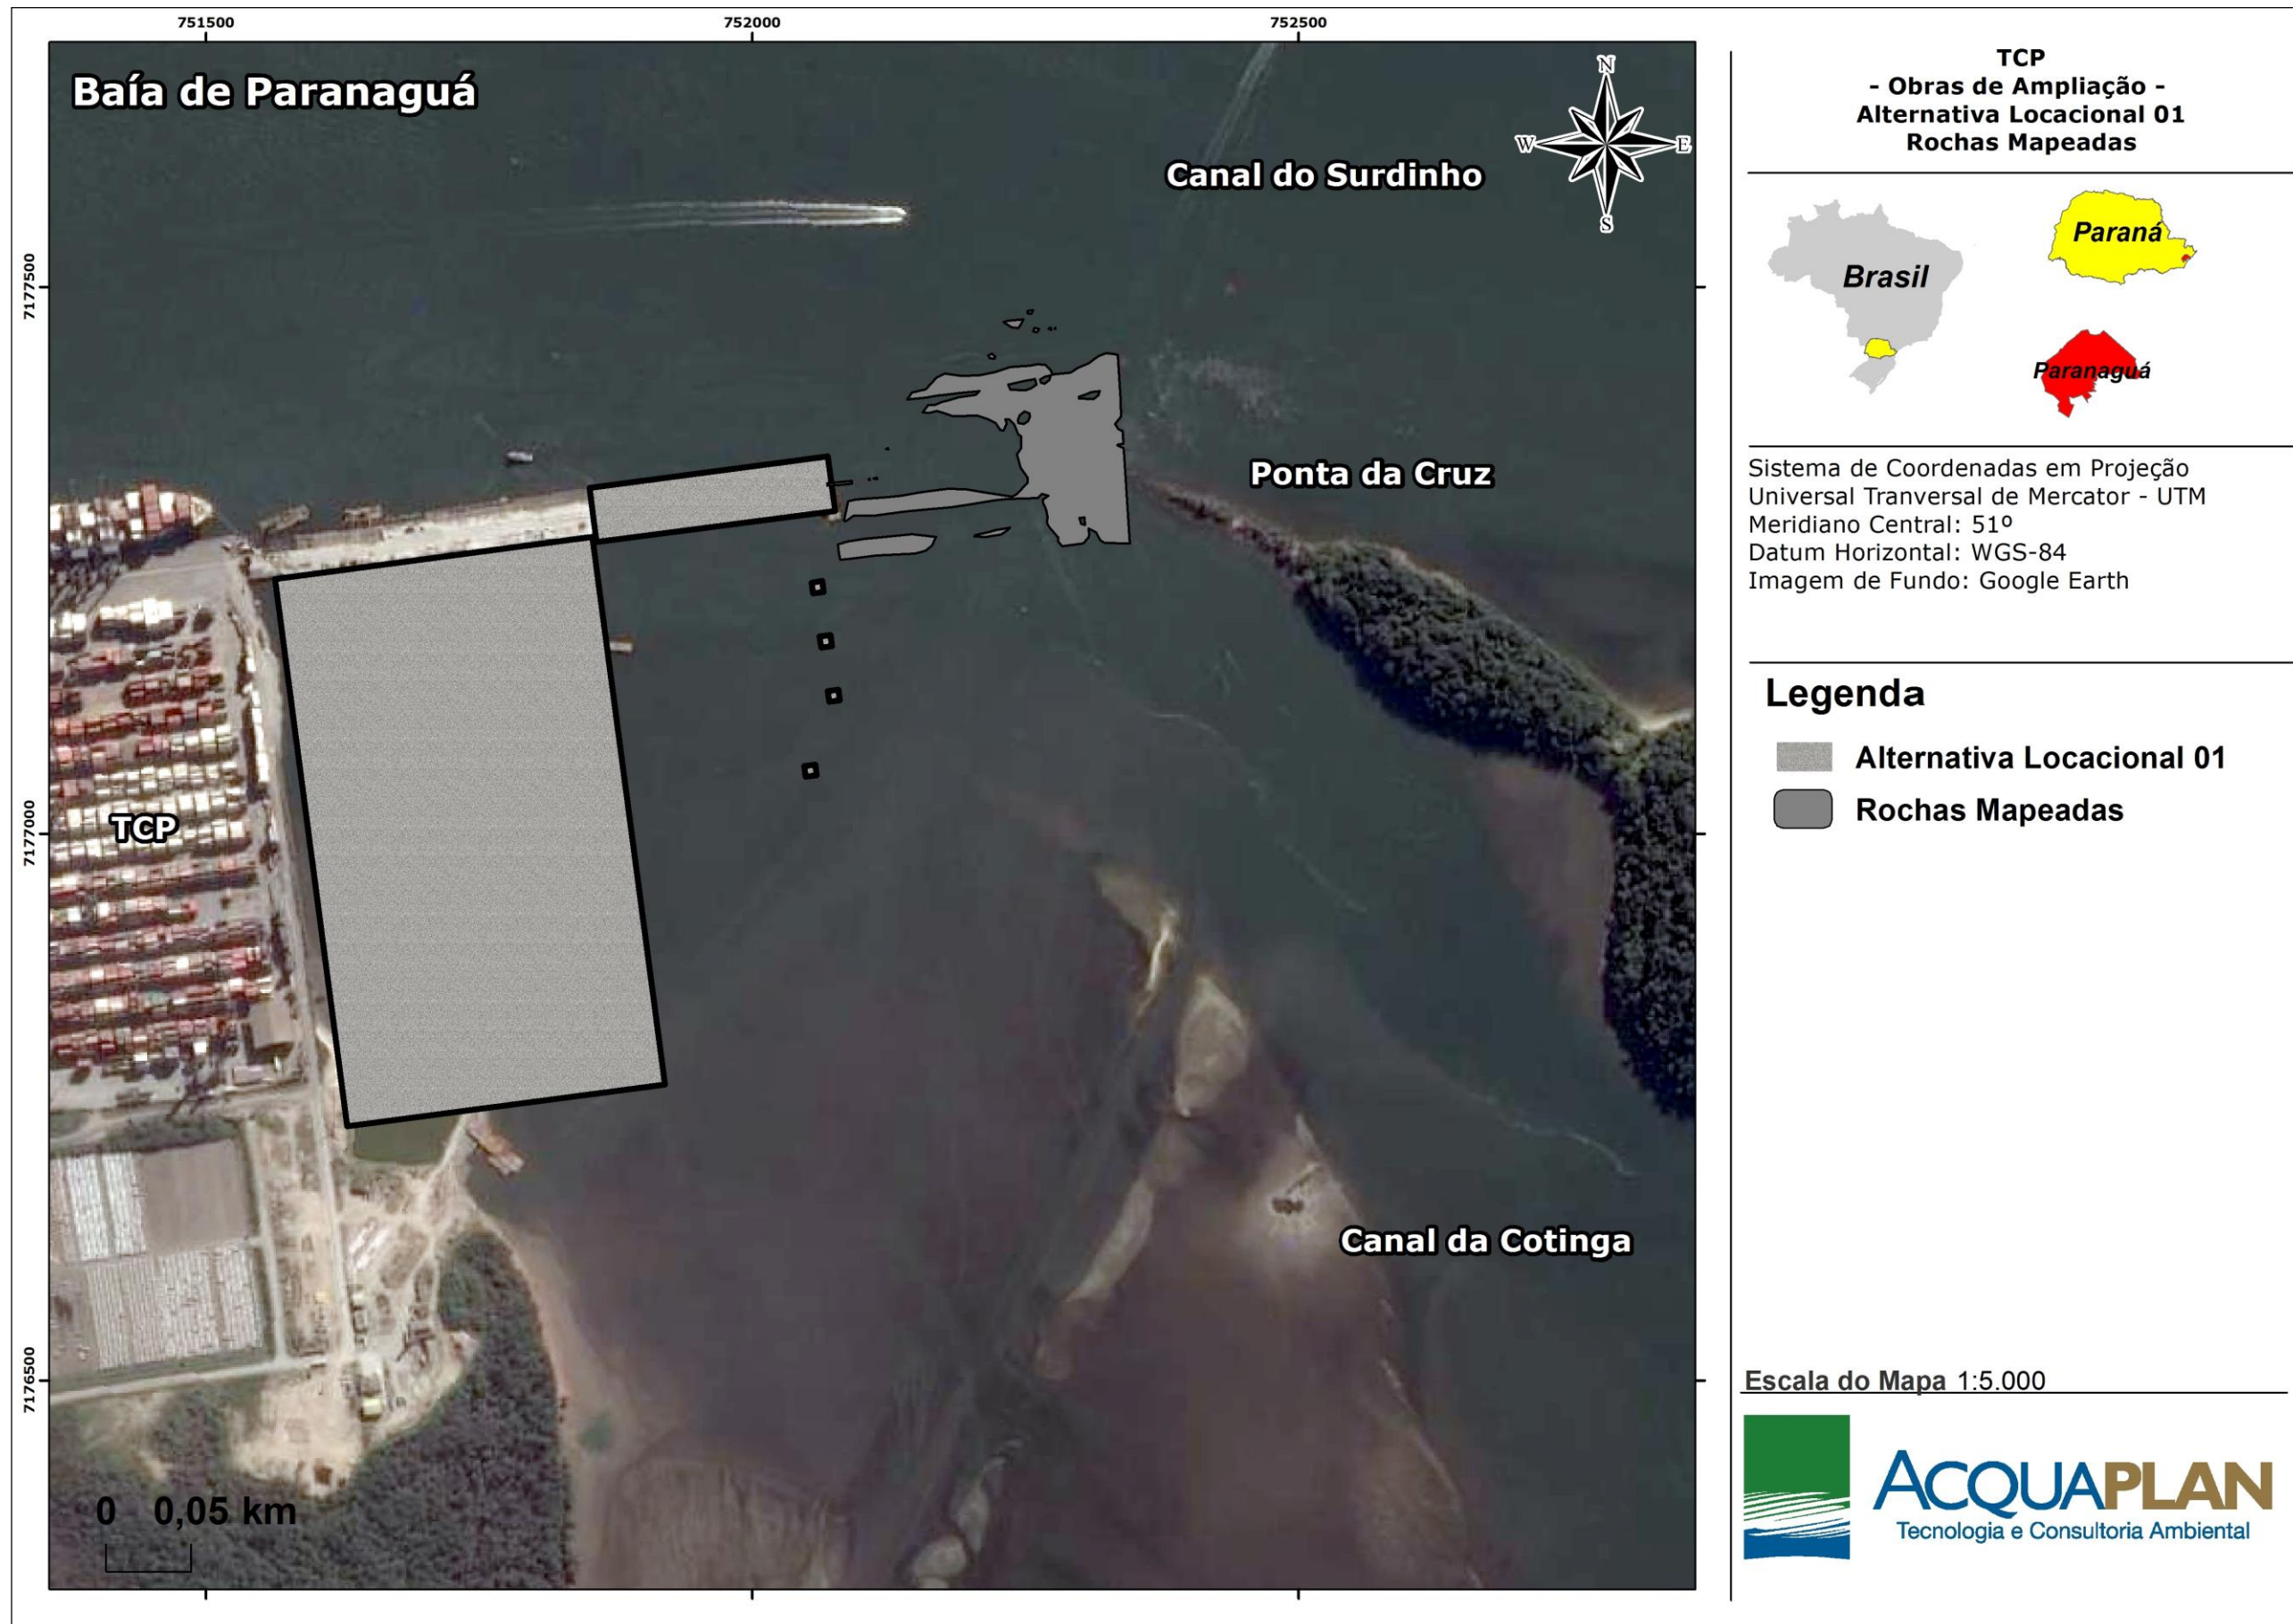 751500
752000
752500
7177500
7177000
7176500
Baía de Paranaguá
Canal do Surdinho
N
W
E
S
Ponta da Cruz
TCP
Canal da Cotinga
0 0,05 km
TCP
- Obras de Ampliação -
Alternativa Locacional 01
Rochas Mapeadas
Brasil
Paraná
Paranaguá
Sistema de Coordenadas em Projeção
Universal Tranversal de Mercator - UTM
Meridiano Central: 51º
Datum Horizontal: WGS-84
Imagem de Fundo: Google Earth
Legenda
Alternativa Locacional 01
Rochas Mapeadas
Escala do Mapa 1:5.000
ACQUAPLAN
Tecnologia e Consultoria Ambiental